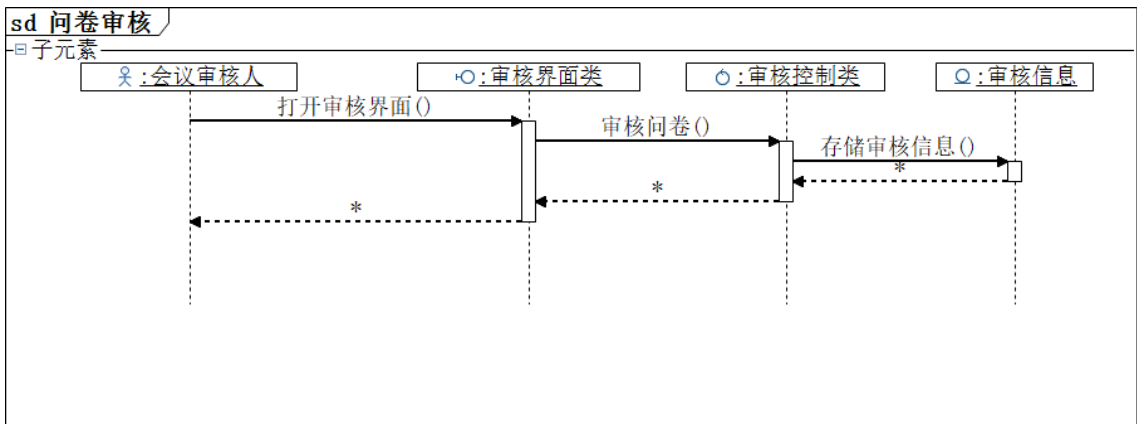 sd 问卷审核
子元素
:会议审核人
:审核界面类
:审核控制类
:审核信息
打开审核界面()
审核问卷()
存储审核信息()
*
*
*